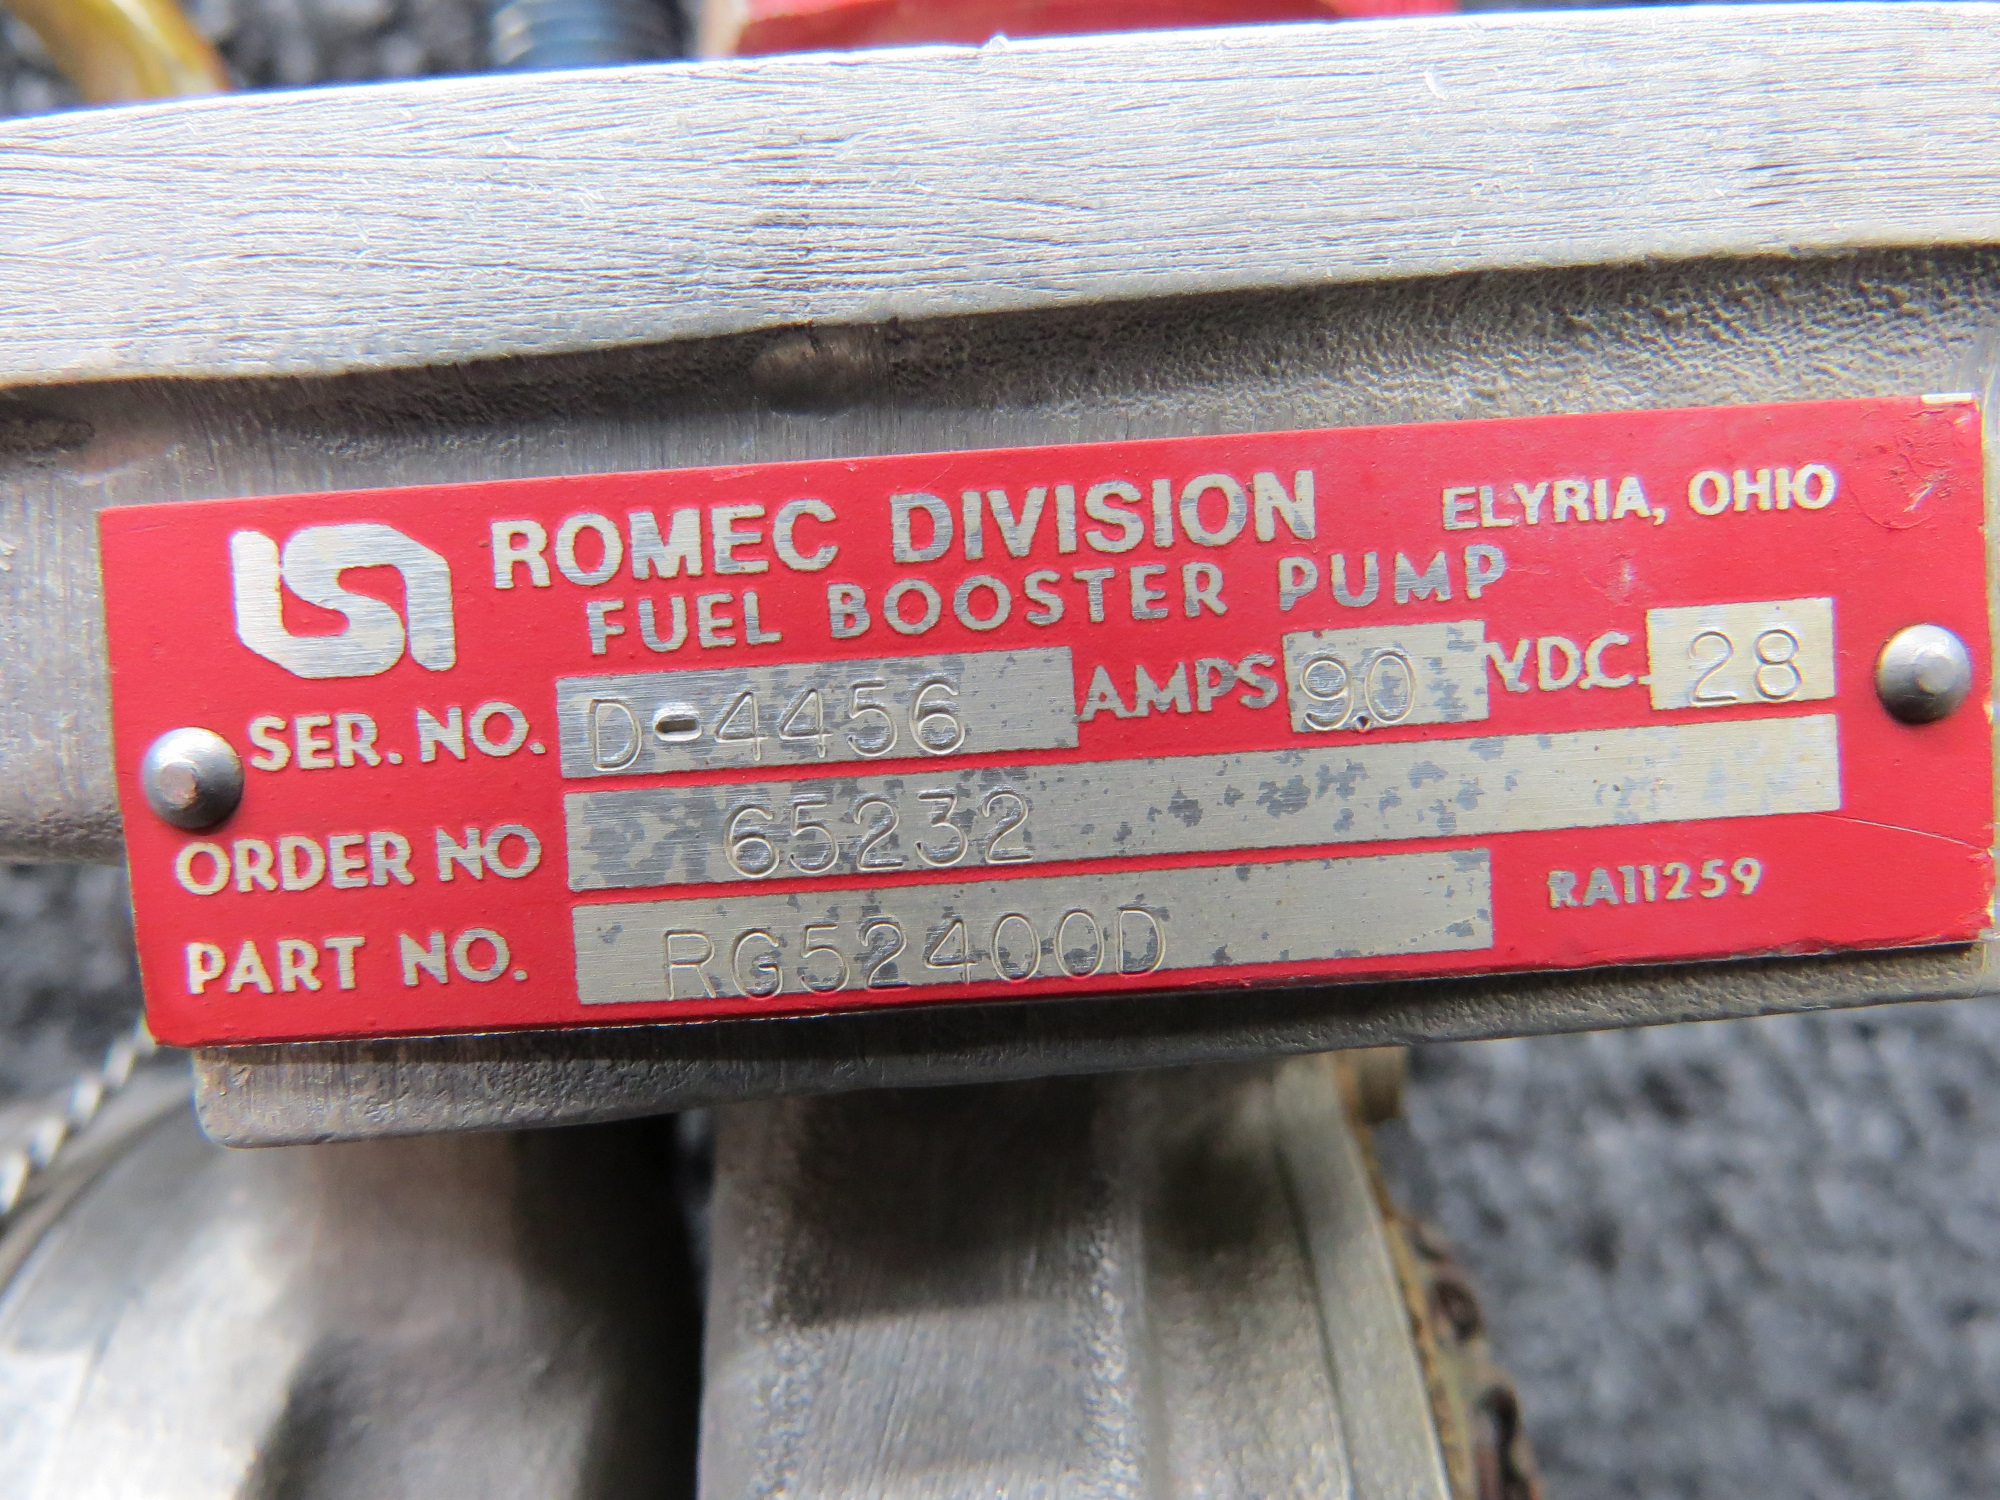 ROMEC DIVISION ELYRIA, OHIO
FUEL BOOSTER PUMP
SER. NO. D-4456 AMPS 9.0 V.D.C. 28
ORDER NO 65232
PART NO. RG52400D RA11259